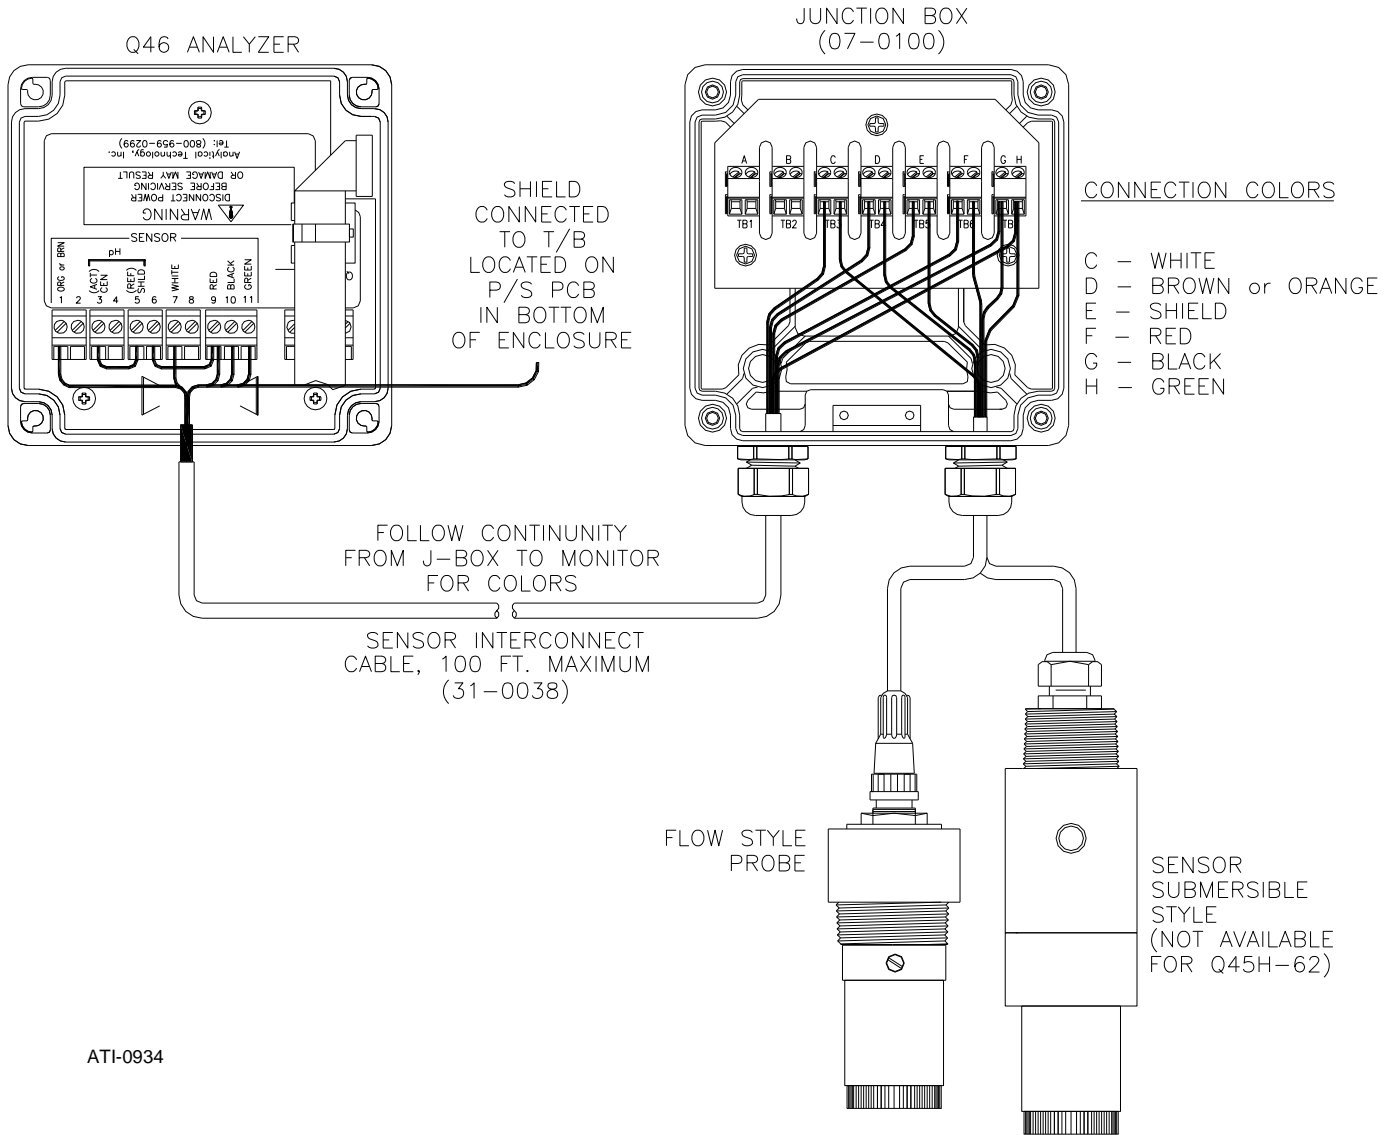 Q46 ANALYZER
JUNCTION BOX
(07-0100)
Analytical Technology, Inc.
Tel: (800-959-0299)
WARNING
DISCONNECT POWER
BEFORE SERVICING
OR DAMAGE MAY RESULT
SENSOR
pH
ORG or BRN
(ACT)
CEN
(REF)
SHLD
WHITE
RED
BLACK
GREEN
1 2 3 4 5 6 7 8 9 10 11
SHIELD
CONNECTED
TO T/B
LOCATED ON
P/S PCB
IN BOTTOM
OF ENCLOSURE
A B C D E F G H
TB1 TB2 TB3 TB4 TB5 TB6 TB
CONNECTION COLORS
C - WHITE
D - BROWN or ORANGE
E - SHIELD
F - RED
G - BLACK
H - GREEN
FOLLOW CONTINUNITY
FROM J-BOX TO MONITOR
FOR COLORS
SENSOR INTERCONNECT
CABLE, 100 FT. MAXIMUM
(31-0038)
FLOW STYLE
PROBE
SENSOR
SUBMERSIBLE
STYLE
(NOT AVAILABLE
FOR Q45H-62)
ATI-0934